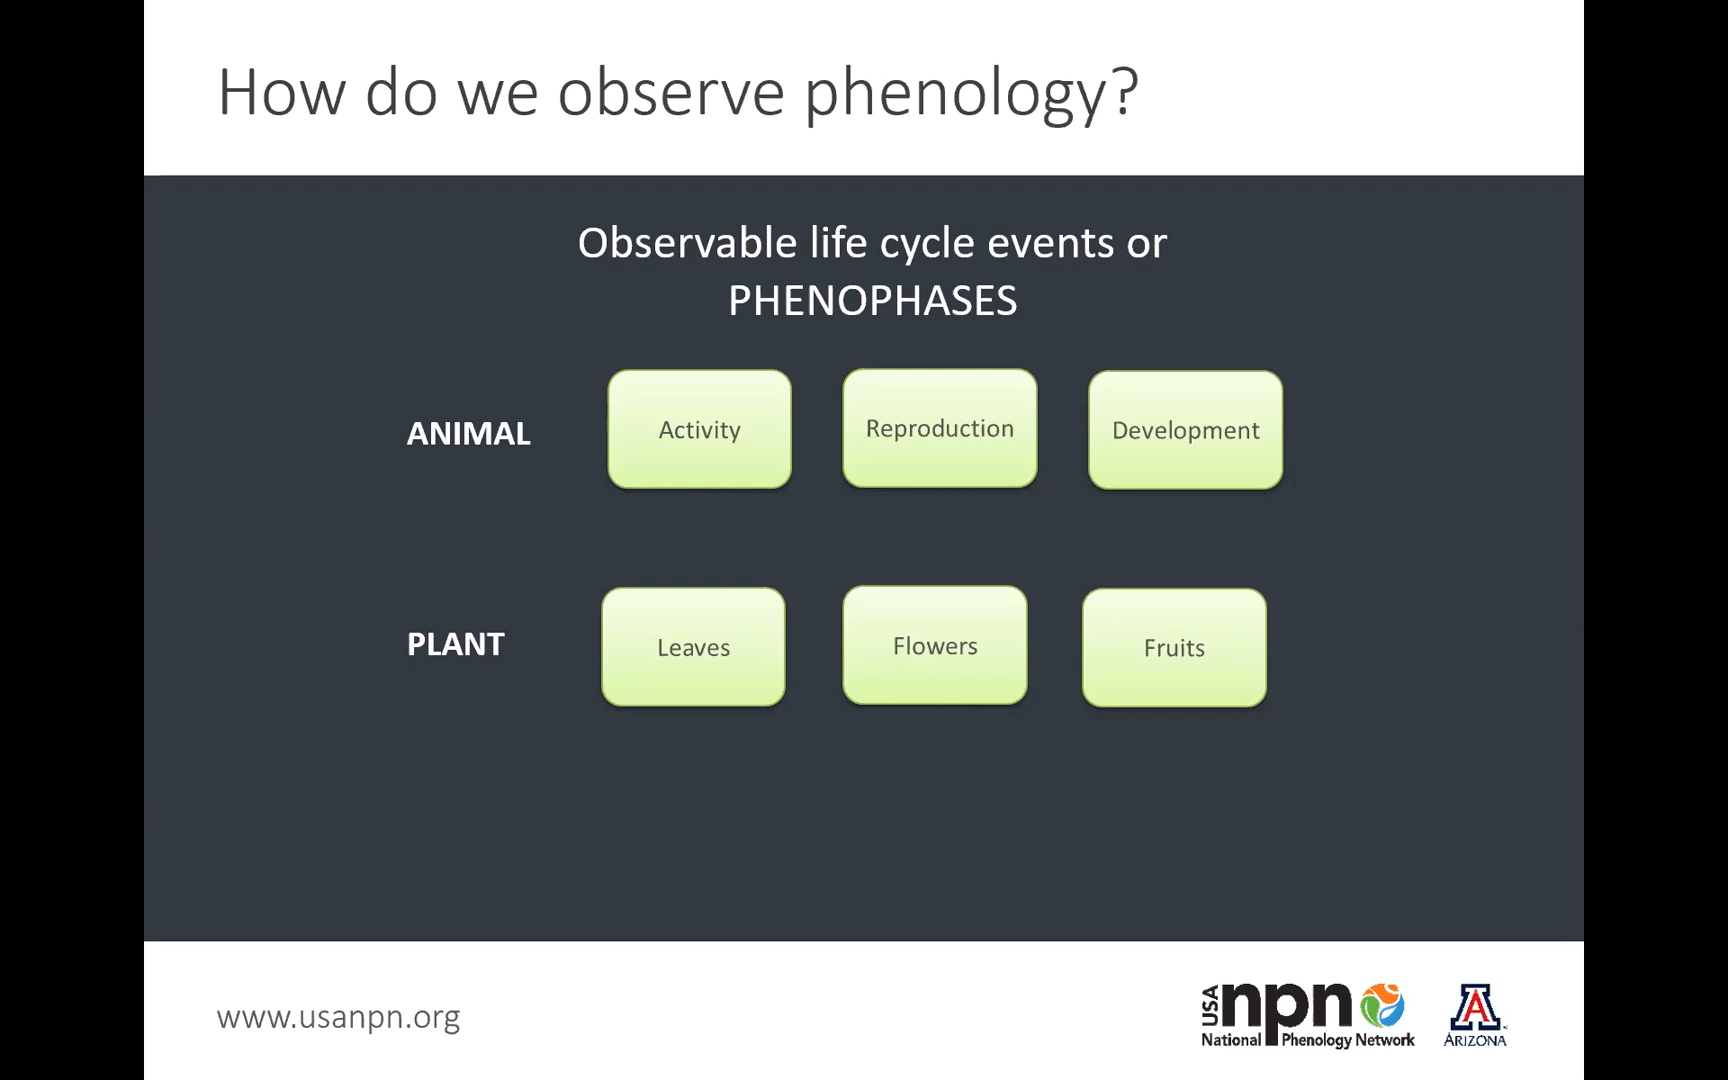 How do we observe phenology?
Observable life cycle events or
PHENOPHASES
ANIMAL
Activity
Reproduction
Development
PLANT
Leaves
Flowers
Fruits
www.usanpn.org
USA npn
National Phenology Network
A
ARIZONA